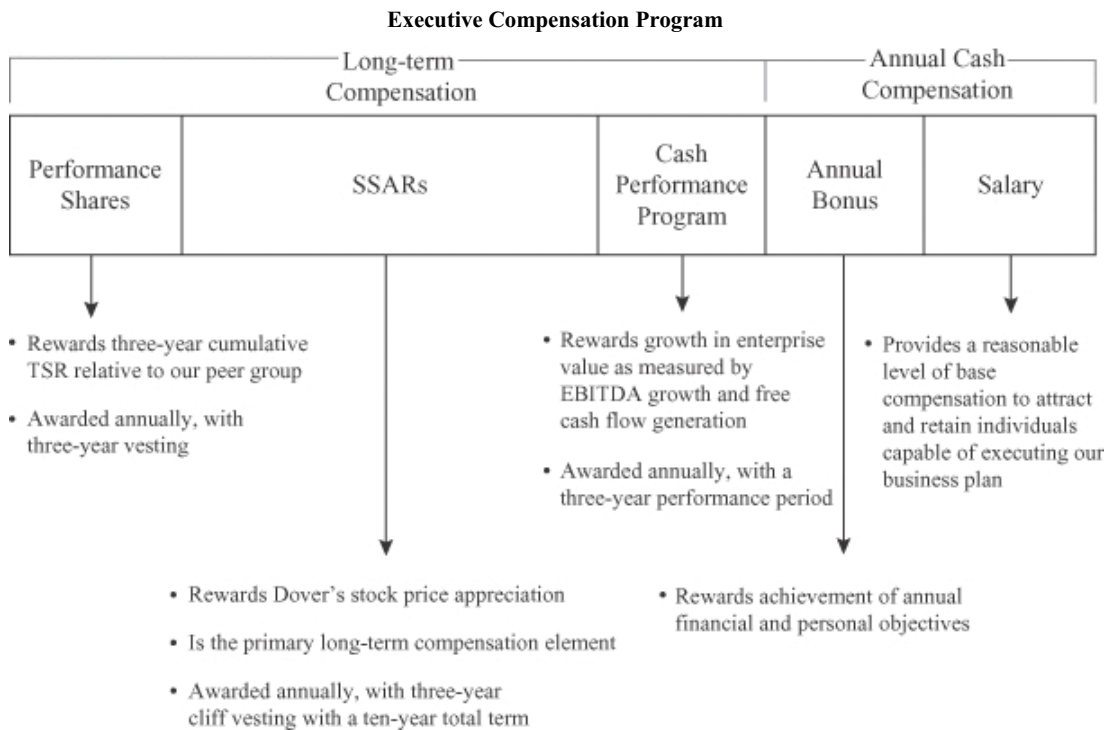 Executive Compensation Program
Long-term
Compensation
Annual Cash
Compensation
Performance
Shares
SSARs
Cash
Performance
Program
Annual
Bonus
Salary
• Rewards three-year cumulative
TSR relative to our peer group
• Awarded annually, with
three-year vesting
• Rewards growth in enterprise
value as measured by
EBITDA growth and free
cash flow generation
• Awarded annually, with a
three-year performance period
• Provides a reasonable
level of base
compensation to attract
and retain individuals
capable of executing our
business plan
• Rewards Dover’s stock price appreciation
• Is the primary long-term compensation element
• Awarded annually, with three-year
cliff vesting with a ten-year total term
• Rewards achievement of annual
financial and personal objectives